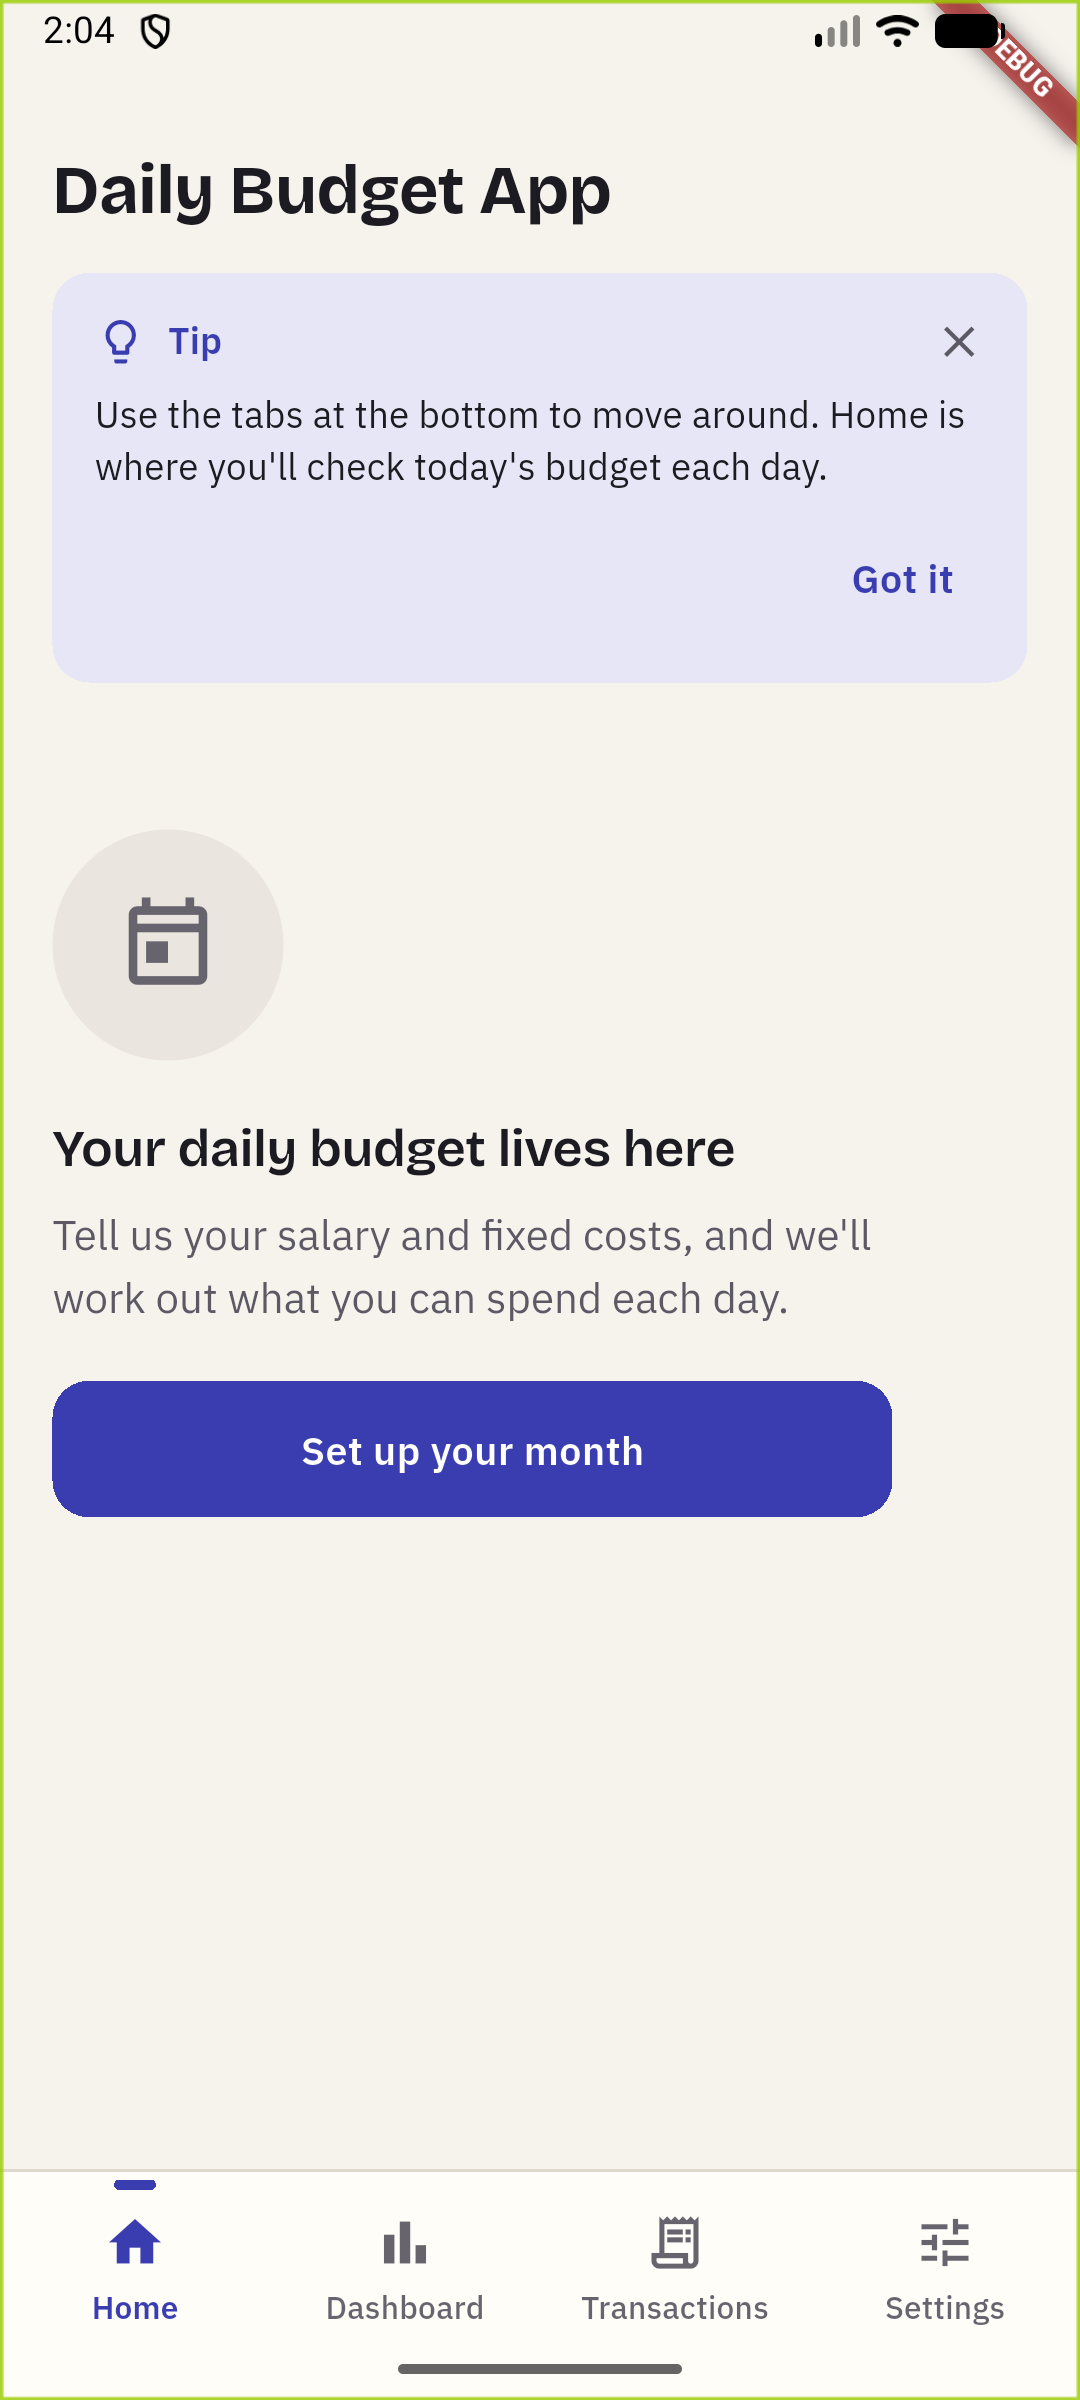 2:04
EBUG
Daily Budget App
Tip
Use the tabs at the bottom to move around. Home is
where you'll check today's budget each day.
Got it
Your daily budget lives here
Tell us your salary and fixed costs, and we'll
work out what you can spend each day.
Set up your month
Home
Dashboard
Transactions
Settings